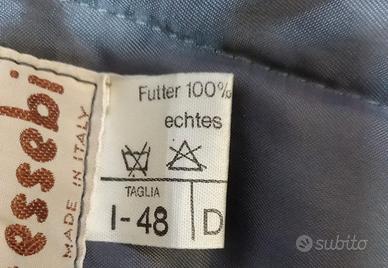 essebi
MADE IN ITALY
Futter 100%
echtes
TAGLIA
I-48
D
subito